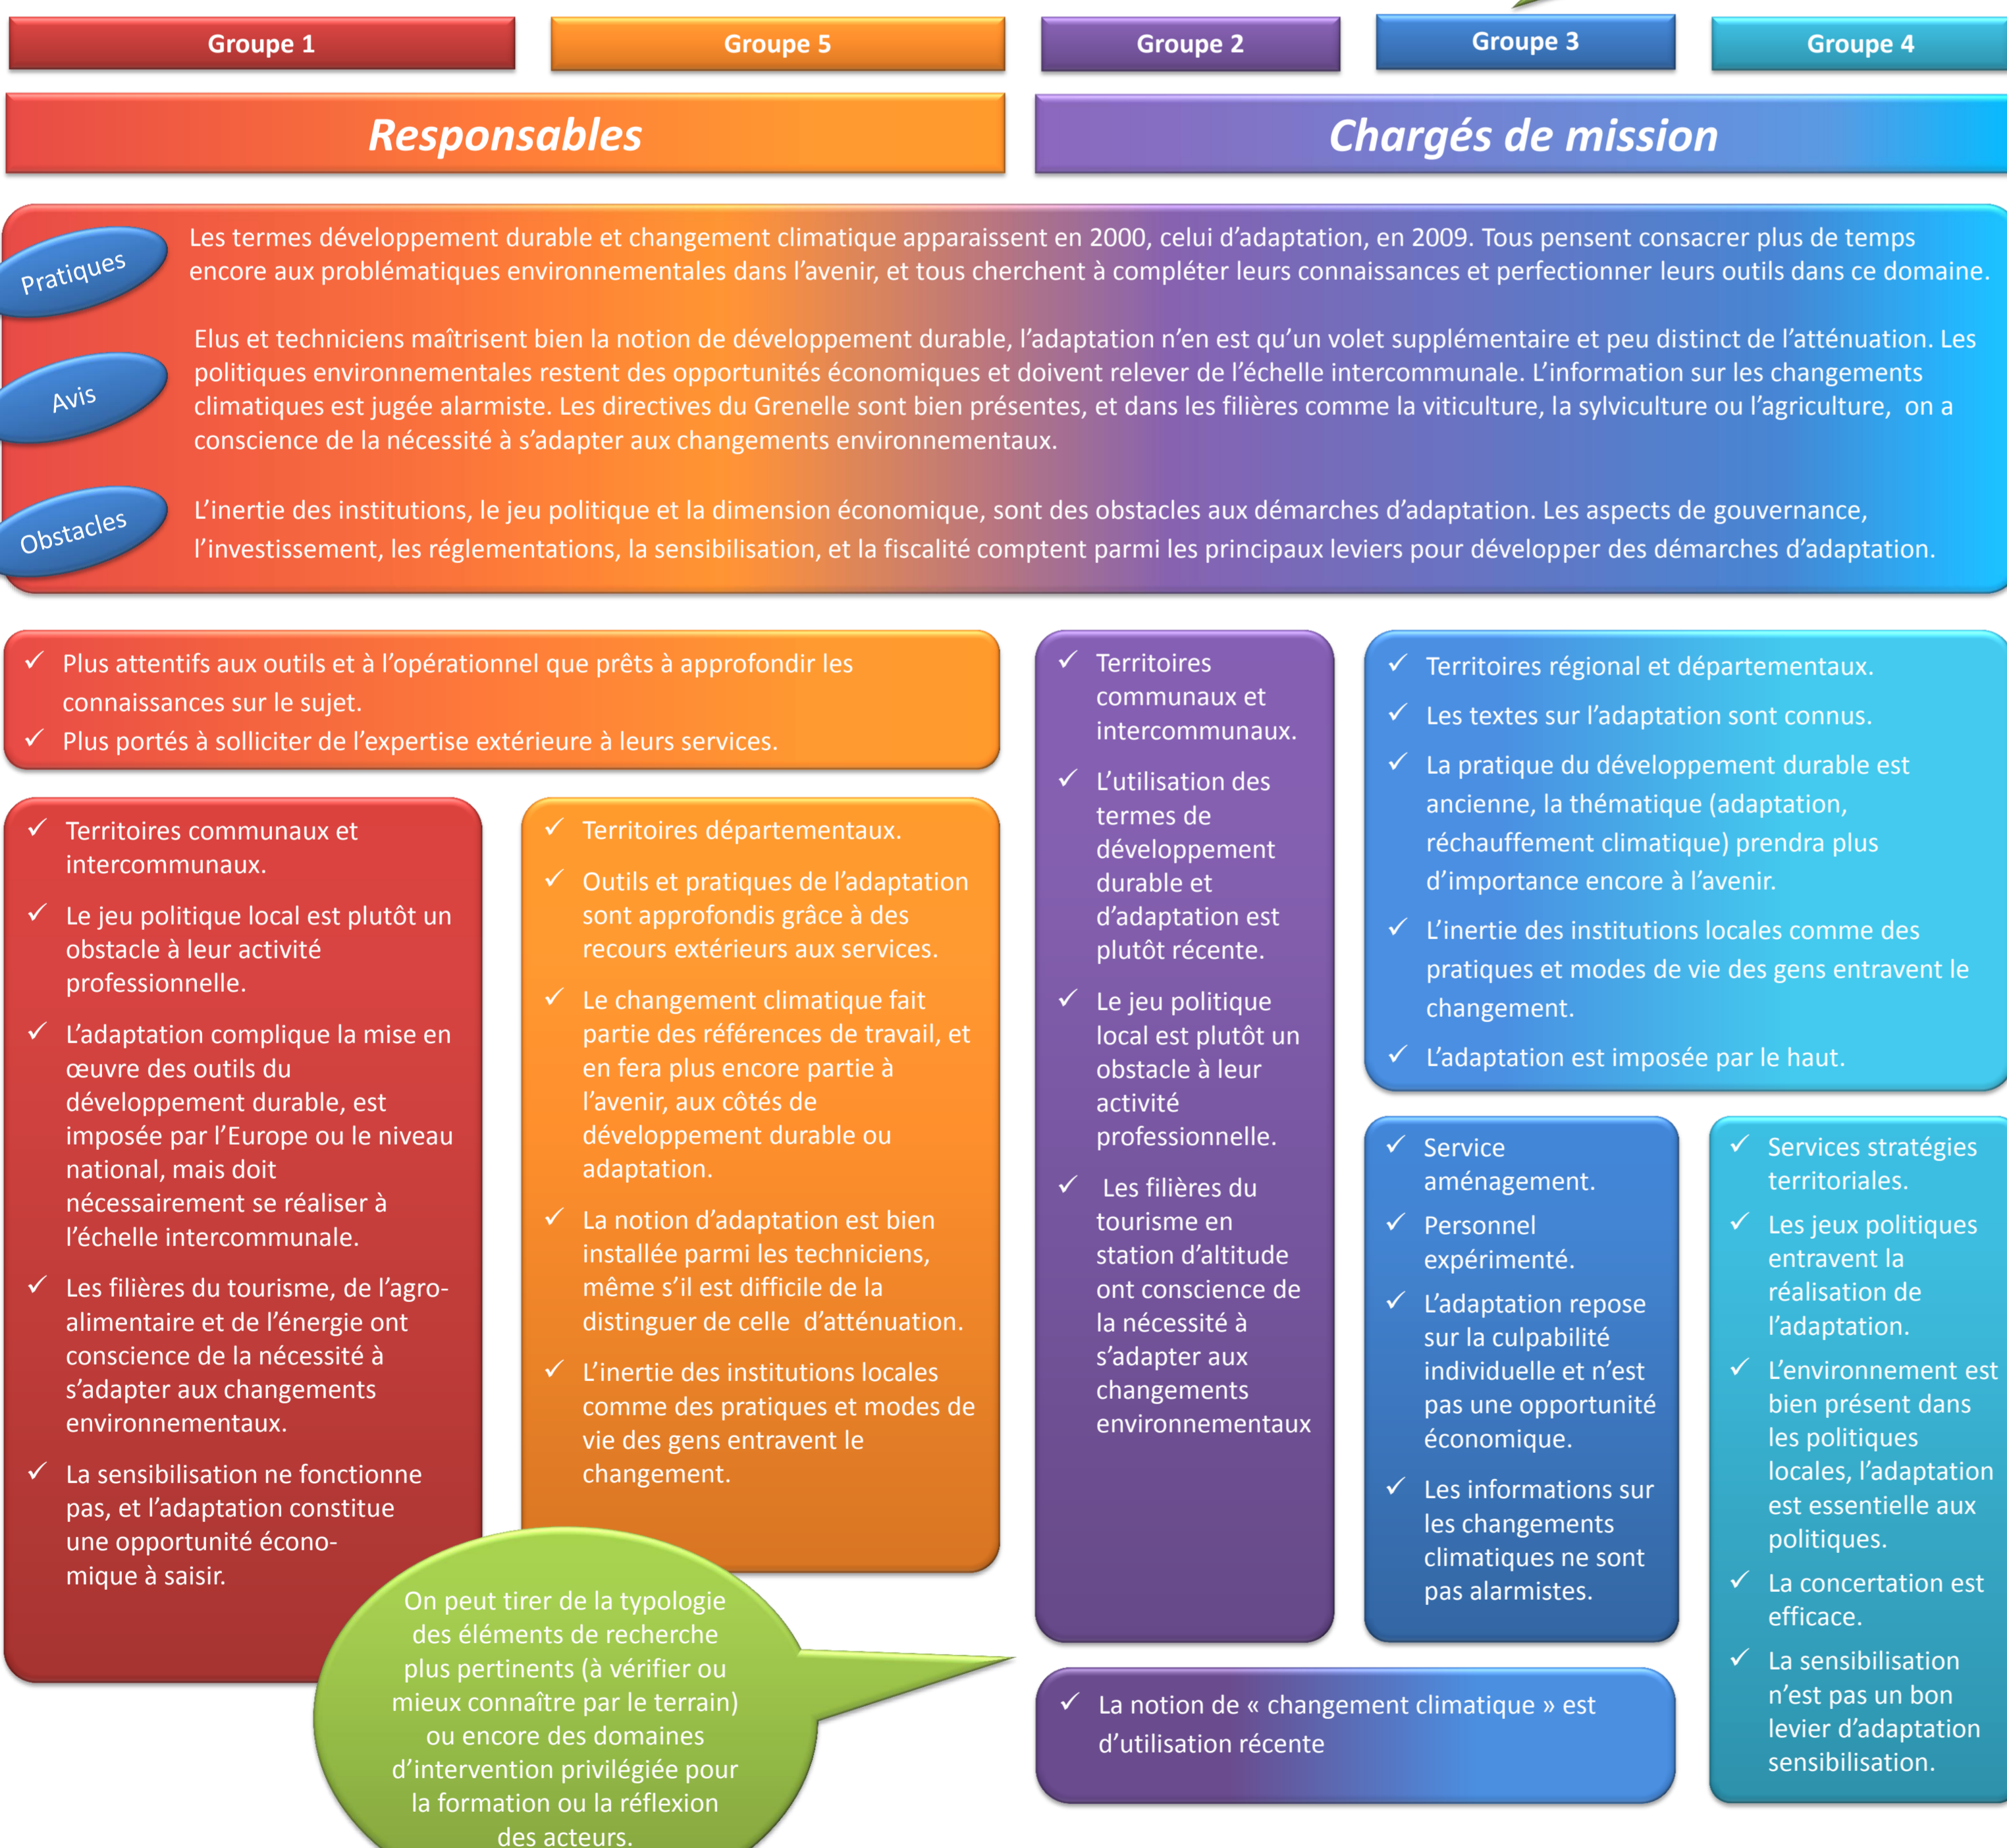 Groupe 1
Groupe 5
Groupe 2
Groupe 3
Groupe 4
Responsables
Chargés de mission
Pratiques
Les termes développement durable et changement climatique apparaissent en 2000, celui d’adaptation, en 2009. Tous pensent consacrer plus de temps
encore aux problématiques environnementales dans l’avenir, et tous cherchent à compléter leurs connaissances et perfectionner leurs outils dans ce domaine.
Avis
Elus et techniciens maîtrisent bien la notion de développement durable, l’adaptation n’en est qu’un volet supplémentaire et peu distinct de l’atténuation. Les
politiques environnementales restent des opportunités économiques et doivent relever de l’échelle intercommunale. L’information sur les changements
climatiques est jugée alarmiste. Les directives du Grenelle sont bien présentes, et dans les filières comme la viticulture, la sylviculture ou l’agriculture, on a
conscience de la nécessité à s’adapter aux changements environnementaux.
Obstacles
L’inertie des institutions, le jeu politique et la dimension économique, sont des obstacles aux démarches d’adaptation. Les aspects de gouvernance,
l’investissement, les réglementations, la sensibilisation, et la fiscalité comptent parmi les principaux leviers pour développer des démarches d’adaptation.
✓ Plus attentifs aux outils et à l’opérationnel que prêts à approfondir les
connaissances sur le sujet.
✓ Plus portés à solliciter de l’expertise extérieure à leurs services.
✓ Territoires communaux et
intercommunaux.
✓ Le jeu politique local est plutôt un
obstacle à leur activité
professionnelle.
✓ L’adaptation complique la mise en
œuvre des outils du
développement durable, est
imposée par l’Europe ou le niveau
national, mais doit
nécessairement se réaliser à
l’échelle intercommunale.
✓ Les filières du tourisme, de l’agro-
alimentaire et de l’énergie ont
conscience de la nécessité à
s’adapter aux changements
environnementaux.
✓ La sensibilisation ne fonctionne
pas, et l’adaptation constitue
une opportunité écono-
mique à saisir.
✓ Territoires départementaux.
✓ Outils et pratiques de l’adaptation
sont approfondis grâce à des
recours extérieurs aux services.
✓ Le changement climatique fait
partie des références de travail, et
en fera plus encore partie à
l’avenir, aux côtés de
développement durable ou
adaptation.
✓ La notion d’adaptation est bien
installée parmi les techniciens,
même s’il est difficile de la
distinguer de celle d’atténuation.
✓ L’inertie des institutions locales
comme des pratiques et modes de
vie des gens entravent le
changement.
On peut tirer de la typologie
des éléments de recherche
plus pertinents (à vérifier ou
mieux connaître par le terrain)
ou encore des domaines
d’intervention privilégiée pour
la formation ou la réflexion
des acteurs.
✓ Territoires
communaux et
intercommunaux.
✓ L’utilisation des
termes de
développement
durable et
d’adaptation est
plutôt récente.
✓ Le jeu politique
local est plutôt un
obstacle à leur
activité
professionnelle.
✓ Les filières du
tourisme en
station d’altitude
ont conscience de
la nécessité à
s’adapter aux
changements
environnementaux
✓ Territoires régional et départementaux.
✓ Les textes sur l’adaptation sont connus.
✓ La pratique du développement durable est
ancienne, la thématique (adaptation,
réchauffement climatique) prendra plus
d’importance encore à l’avenir.
✓ L’inertie des institutions locales comme des
pratiques et modes de vie des gens entravent le
changement.
✓ L’adaptation est imposée par le haut.
✓ Service
aménagement.
✓ Personnel
expérimenté.
✓ L’adaptation repose
sur la culpabilité
individuelle et n’est
pas une opportunité
économique.
✓ Les informations sur
les changements
climatiques ne sont
pas alarmistes.
✓ Services stratégies
territoriales.
✓ Les jeux politiques
entravent la
réalisation de
l’adaptation.
✓ L’environnement est
bien présent dans
les politiques
locales, l’adaptation
est essentielle aux
politiques.
✓ La concertation est
efficace.
✓ La sensibilisation
n’est pas un bon
levier d’adaptation
sensibilisation.
✓ La notion de « changement climatique » est
d’utilisation récente